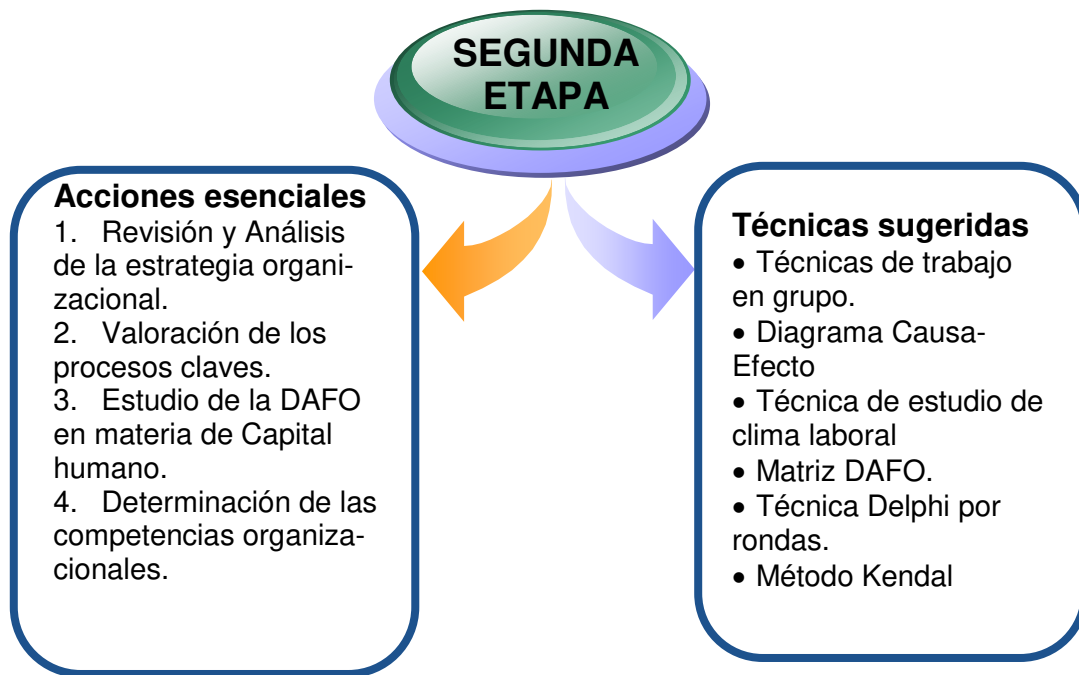 SEGUNDA
ETAPA
Acciones esenciales
1. Revisión y Análisis
de la estrategia organi-
zacional.
2. Valoración de los
procesos claves.
3. Estudio de la DAFO
en materia de Capital
humano.
4. Determinación de las
competencias organiza-
cionales.
Técnicas sugeridas
• Técnicas de trabajo
en grupo.
• Diagrama Causa-
Efecto
• Técnica de estudio de
clima laboral
• Matriz DAFO.
• Técnica Delphi por
rondas.
• Método Kendal